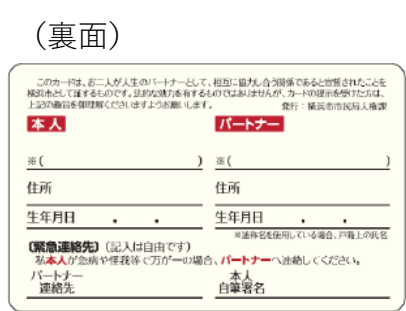 （裏面）
このカードは、お二人が人生のパートナーとして、相互に協力し合う関係であると宣誓されたことを
横浜市として証するものです。法的な効力を有するものではありませんが、カードの提示を受けた方は、
上記の趣旨を御理解くださいますようお願いします。 発行：横浜市市民局人権課
本人 パートナー
※( ) ※( )
住所 住所
生年月日 . . 生年月日 . .
※通称名を使用している場合、戸籍上の氏名
〔緊急連絡先〕（記入は自由です）
私本人が急病や怪我等で万が一の場合、パートナーへ連絡してください。
パートナー 本人
連絡先 自筆署名